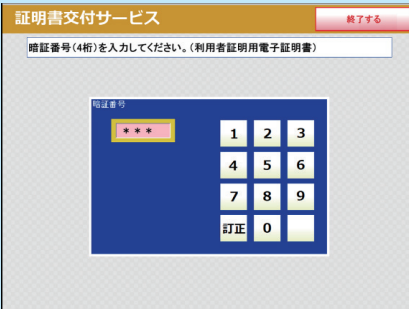 証明書交付サービス
終了する
暗証番号(4桁)を入力してください。(利用者証明用電子証明書)
暗証番号
***
1 2 3
4 5 6
7 8 9
訂正 0